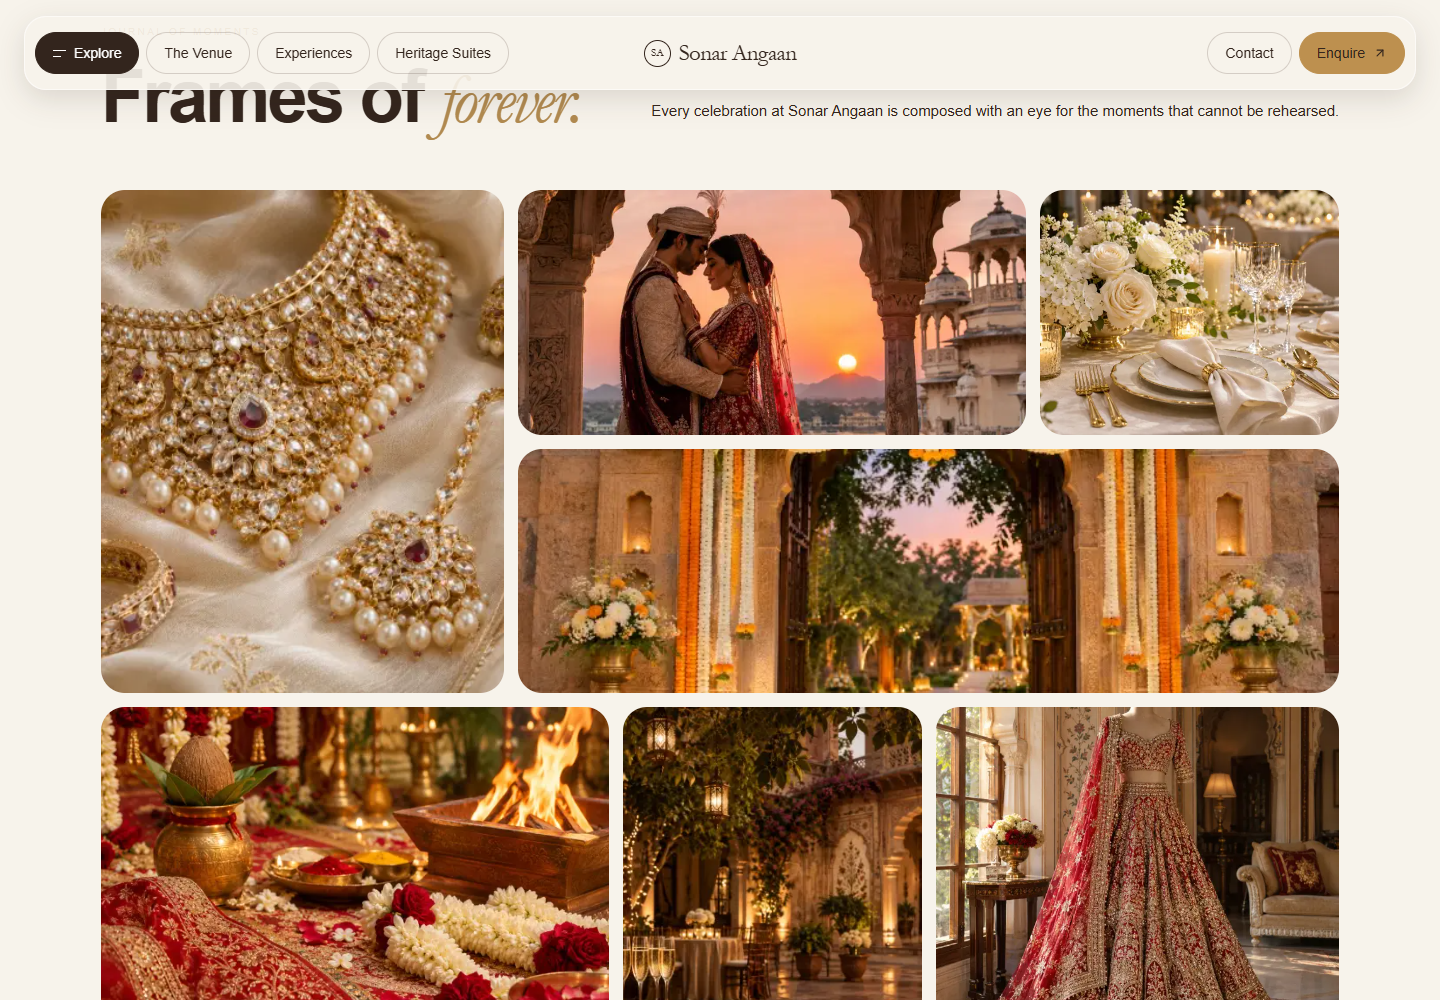 Explore
The Venue
Experiences
Heritage Suites
SA
Sonar Angaan
Contact
Enquire
Frames of forever.
Every celebration at Sonar Angaan is composed with an eye for the moments that cannot be rehearsed.